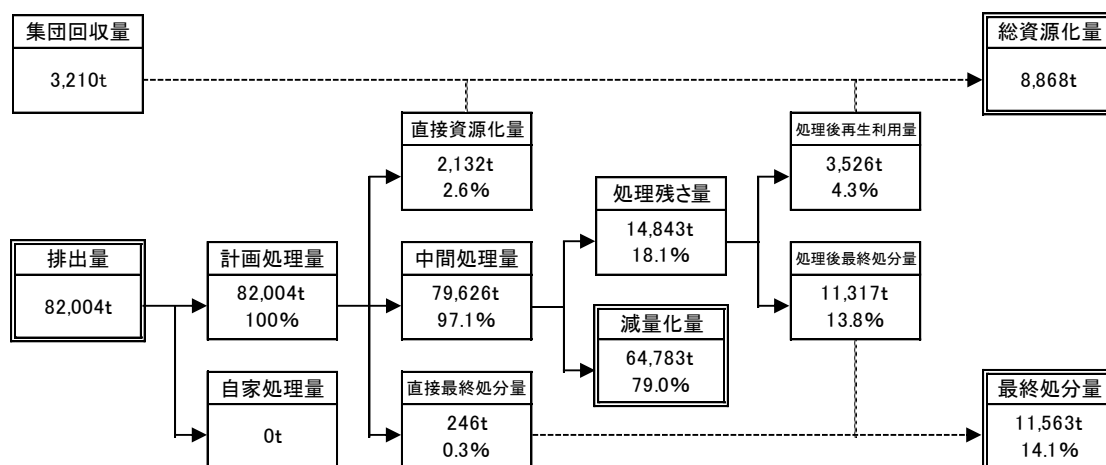 集団回収量
3,210t
総資源化量
8,868t
直接資源化量
2,132t
2.6%
処理後再生利用量
3,526t
4.3%
処理残さ量
14,843t
18.1%
排出量
82,004t
計画処理量
82,004t
100%
中間処理量
79,626t
97.1%
処理後最終処分量
11,317t
13.8%
減量化量
64,783t
79.0%
自家処理量
0t
直接最終処分量
246t
0.3%
最終処分量
11,563t
14.1%